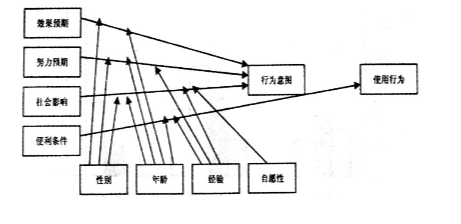 效果预期
努力预期
社会影响
便利条件
行为意图
使用行为
性别
年龄
经验
自愿性